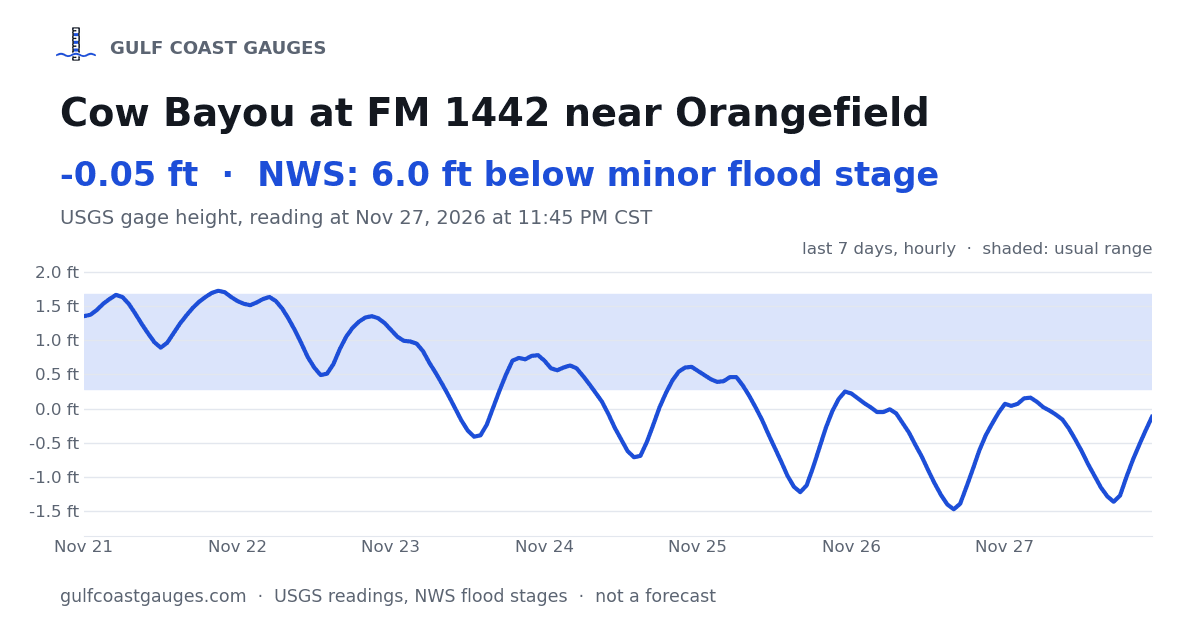 GULF COAST GAUGES
Cow Bayou at FM 1442 near Orangefield
-0.05 ft · NWS: 6.0 ft below minor flood stage
USGS gage height, reading at Nov 27, 2026 at 11:45 PM CST
last 7 days, hourly · shaded: usual range
2.0 ft
1.5 ft
1.0 ft
0.5 ft
0.0 ft
-0.5 ft
-1.0 ft
-1.5 ft
Nov 21 Nov 22 Nov 23 Nov 24 Nov 25 Nov 26 Nov 27
gulfcoastgauges.com · USGS readings, NWS flood stages · not a forecast